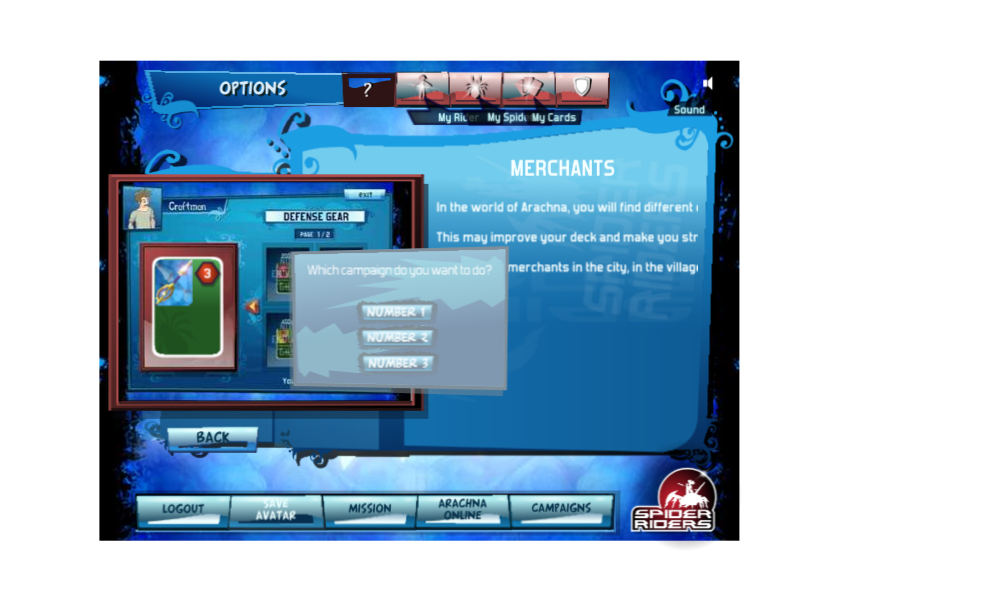 OPTIONS
?
My Rider My Spid My Cards
Sound
MERCHANTS
In the world of Arachna, you will find different
This may improve your deck and make you str
merchants in the city, in the villag
Craftman
exit
DEFENSE GEAR
PAGE 1/2
3
Which campaign do you want to do?
NUMBER 1
NUMBER 2
NUMBER 3
BACK
LOGOUT
SAVE
AVATAR
MISSION
ARACHNA
ONLINE
CAMPAIGNS
SPIDER
RIDERS